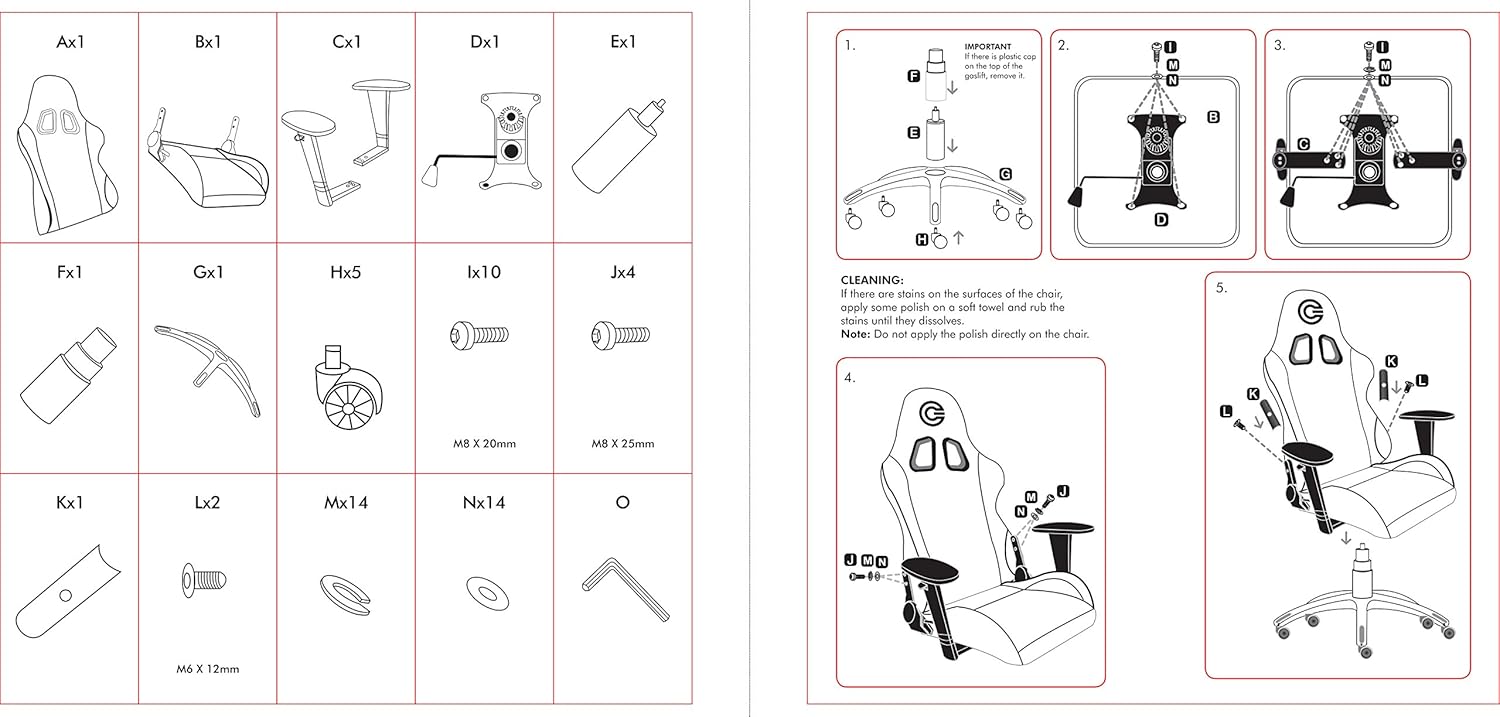 Ax1
Bx1
Cx1
Dx1
Ex1
Fx1
Gx1
Hx5
Ix10
Jx4
M8 X 20mm
M8 X 25mm
Kx1
Lx2
Mx14
Nx14
O
M6 X 12mm
1.
IMPORTANT
If there is plastic cap
on the top of the
gaslift, remove it.
F
E
G
H
2.
I
M
N
B
D
3.
I
M
N
C
CLEANING:
If there are stains on the surfaces of the chair,
apply some polish on a soft towel and rub the
stains until they dissolves.
Note: Do not apply the polish directly on the chair.
4.
J
M
N
J M N
5.
K
L
K
L